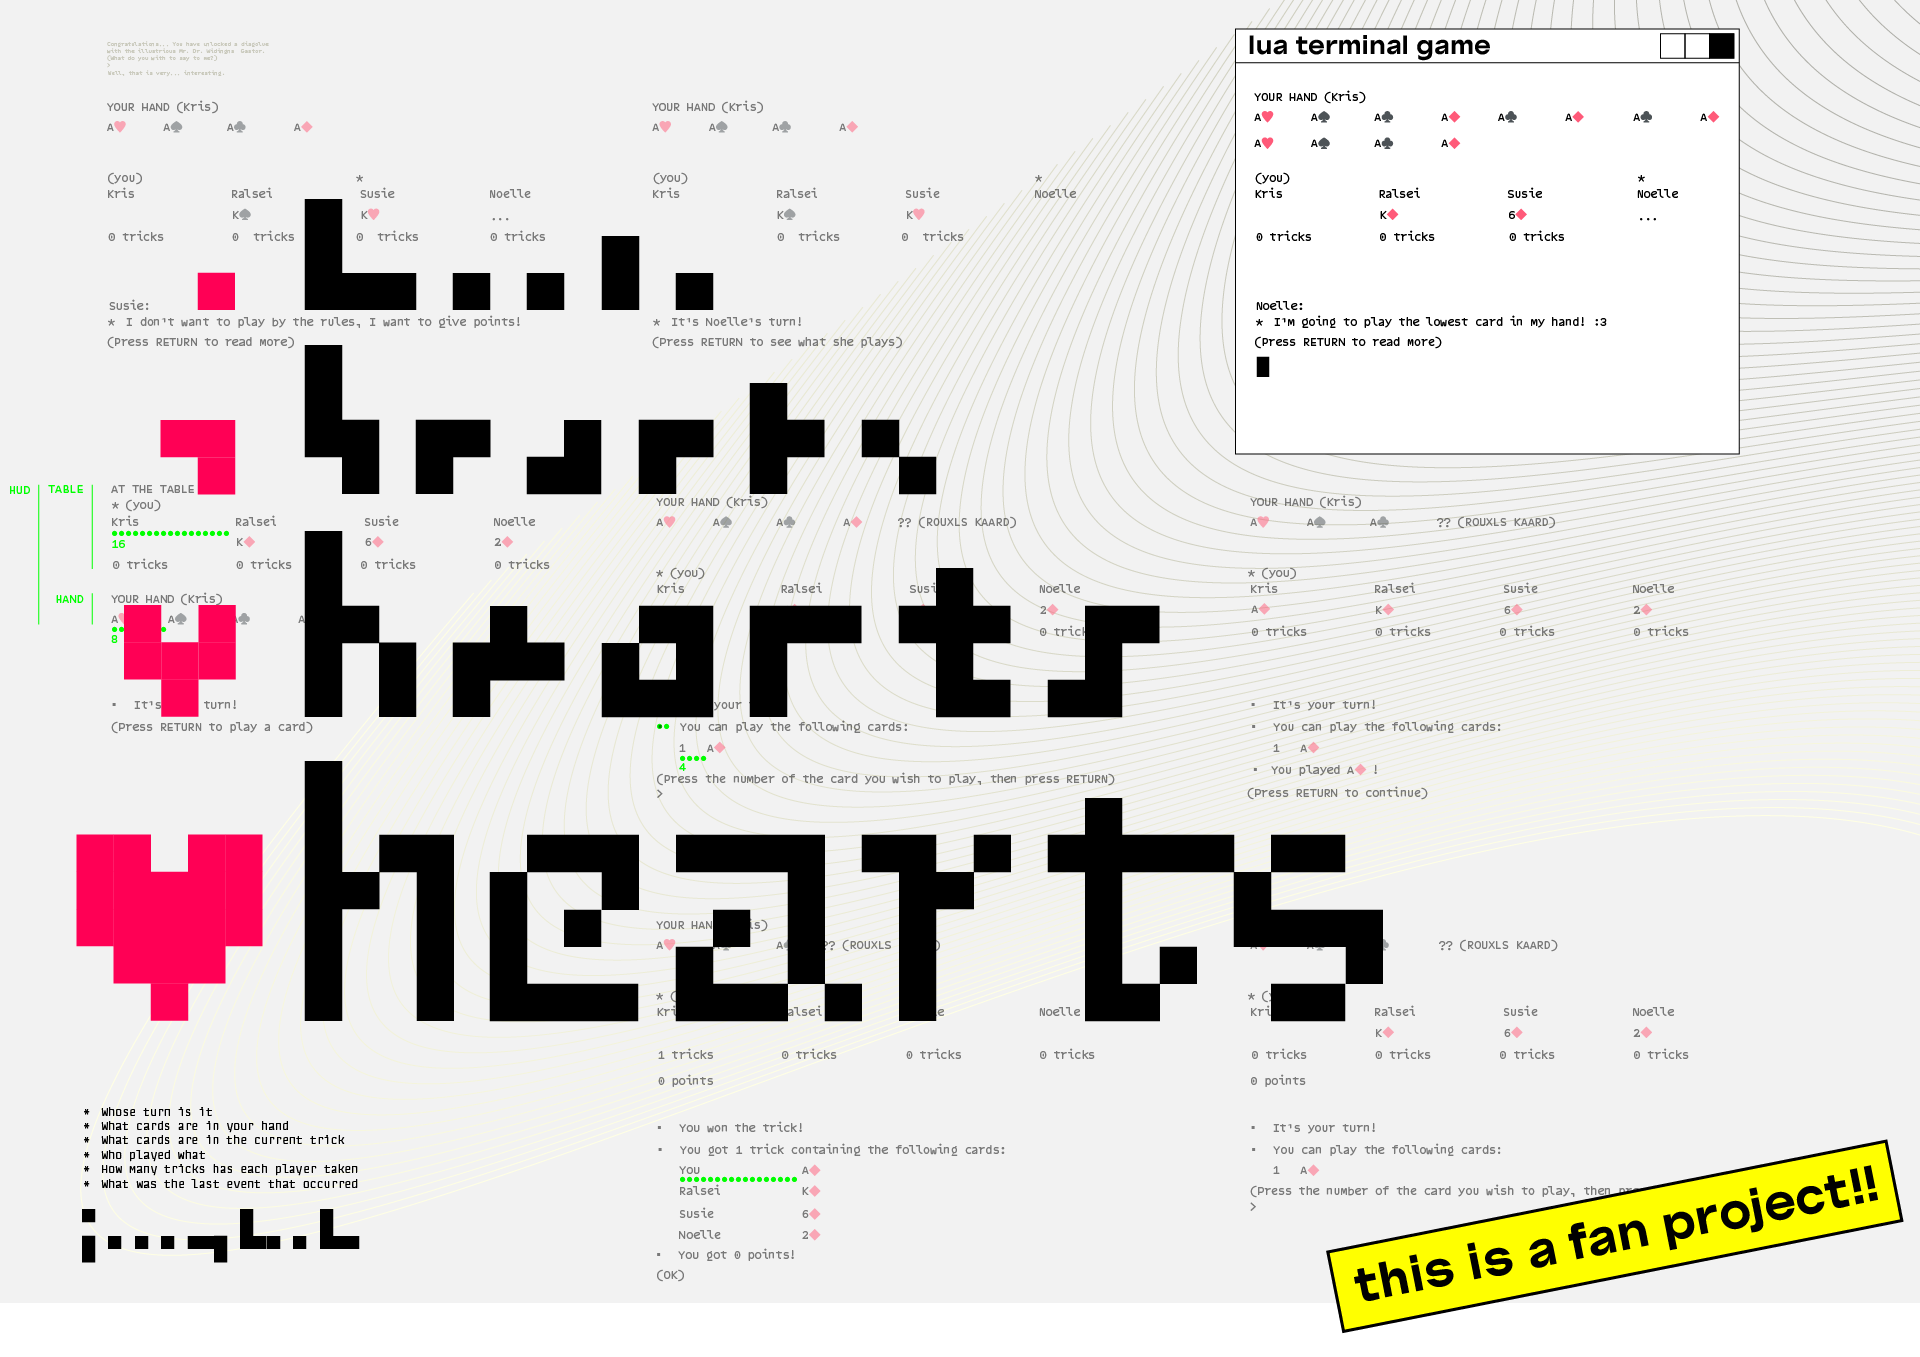 Congratulations... You have unlocked a diagolve
with the illustrious Mr. Dr.
(What do you with to say to me?)
>
Well, that is very... interesting.
YOUR HAND (Kris)
A♥ A♠ A♣ A♦
(you) *
Kris Ralsei Susie Noelle
K♠ K♥ ...
0 tricks 0 tricks 0 tricks 0 tricks
Susie:
* I don't want to play by the rules, I want to give points!
(Press RETURN to read more)
YOUR HAND (Kris)
A♥ A♠ A♣ A♦
(you) *
Kris Ralsei Susie Noelle
K♠ K♥
0 tricks 0 tricks
* It's Noelle's turn!
(Press RETURN to see what she plays)
lua terminal game
YOUR HAND (Kris)
A♥ A♠ A♣ A♦ A♣ A♦ A♣ A♦
A♥ A♠ A♣ A♦
(you) *
Kris Ralsei Susie Noelle
K♦ 6♦ ...
0 tricks 0 tricks 0 tricks
Noelle:
* I'm going to play the lowest card in my hand! :3
(Press RETURN to read more)
HUD TABLE
HAND
AT THE TABLE
* (you)
Kris Ralsei Susie Noelle
16 K♦ 6♦ 2♦
0 tricks 0 tricks 0 tricks 0 tricks
YOUR HAND (Kris)
A♥ A♠ A♣ A
8
• It's turn!
(Press RETURN to play a card)
YOUR HAND (Kris)
A♥ A♠ A♣ A♦ ?? (ROUXLS KAARD)
* (you)
Kris Ralsei Susi Noelle
2♦
0 tric
your
You can play the following cards:
1 A♦
4
(Press the number of the card you wish to play, then press RETURN)
>
YOUR HAND (Kris)
A♥ A♠ A♣ ?? (ROUXLS KAARD)
* (you)
Kris Ralsei Susie Noelle
A♦ K♦ 6♦ 2♦
0 tricks 0 tricks 0 tricks 0 tricks
• It's your turn!
• You can play the following cards:
1 A♦
• You played A♦ !
(Press RETURN to continue)
hearts
hearts
YOUR HAN is)
A♥ A ?? (ROUXLS )
* (
Kri alsei e Noelle
1 tricks 0 tricks 0 tricks 0 tricks
0 points
• You won the trick!
• You got 1 trick containing the following cards:
You A♦
Ralsei K♦
Susie 6♦
Noelle 2♦
• You got 0 points!
(OK)
?? (ROUXLS KAARD)
* (
Kri Ralsei Susie Noelle
K♦ 6♦ 2♦
0 tricks 0 tricks 0 tricks 0 tricks
0 points
• It's your turn!
• You can play the following cards:
1 A♦
(Press the number of the card you wish to play, then
>
* Whose turn is it
* What cards are in your hand
* What cards are in the current trick
* Who played what
* How many tricks has each player taken
* What was the last event that occurred
this is a fan project!!